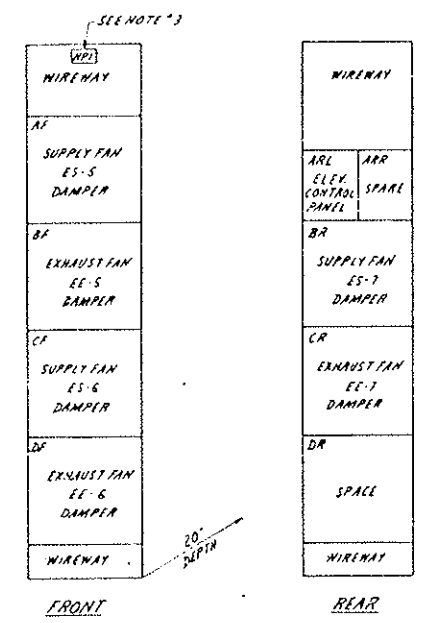 SEE NOTE #3
NP1
WIREWAY
AF
SUPPLY FAN
ES-5
DAMPER
BF
EXHAUST FAN
EE-5
DAMPER
CF
SUPPLY FAN
ES-6
DAMPER
DF
EXHAUST FAN
EE-6
DAMPER
WIREWAY
20"
DEPTH
FRONT
WIREWAY
ARL
ELEV.
CONTROL
PANEL
ARR
SPARE
BR
SUPPLY FAN
ES-7
DAMPER
CR
EXHAUST FAN
EE-7
DAMPER
DR
SPACE
WIREWAY
REAR